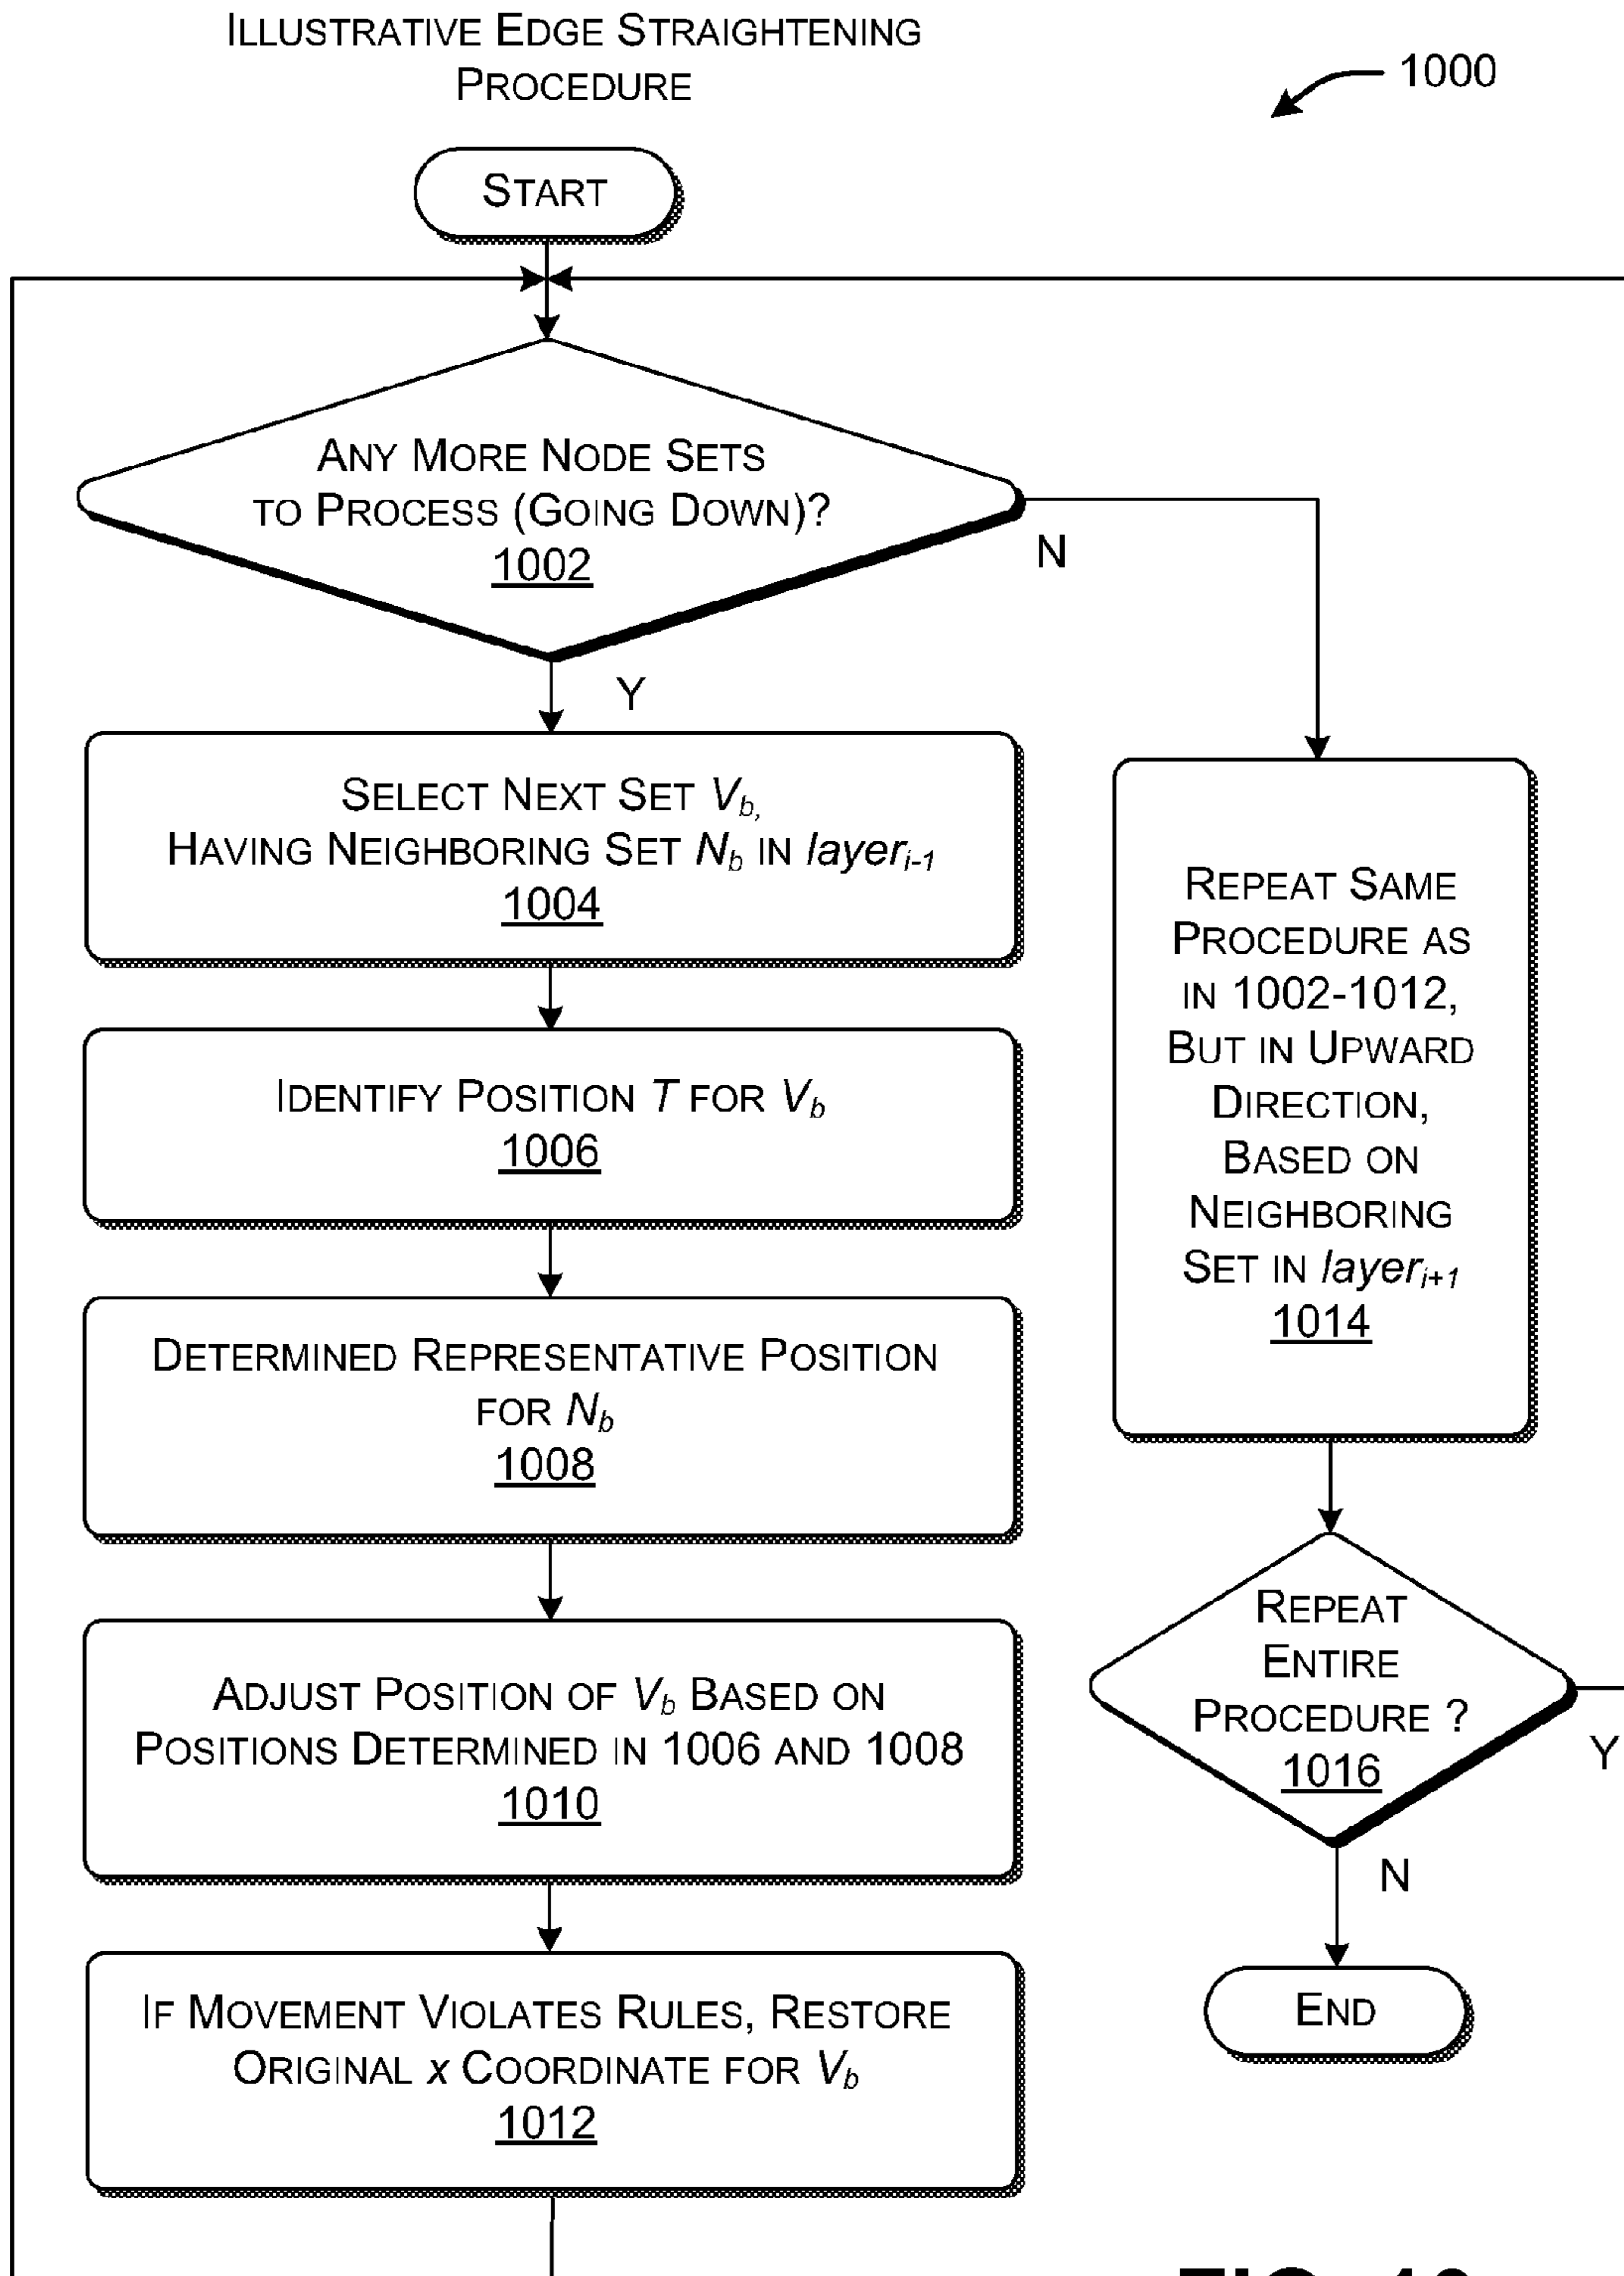 ILLUSTRATIVE EDGE STRAIGHTENING
PROCEDURE
1000
START
ANY MORE NODE SETS
TO PROCESS (GOING DOWN)?
1002
N
Y
SELECT NEXT SET Vb,
HAVING NEIGHBORING SET Nb IN layeri-1
1004
IDENTIFY POSITION T FOR Vb
1006
DETERMINED REPRESENTATIVE POSITION
FOR Nb
1008
ADJUST POSITION OF Vb BASED ON
POSITIONS DETERMINED IN 1006 AND 1008
1010
IF MOVEMENT VIOLATES RULES, RESTORE
ORIGINAL x COORDINATE FOR Vb
1012
REPEAT SAME
PROCEDURE AS
IN 1002-1012,
BUT IN UPWARD
DIRECTION,
BASED ON
NEIGHBORING
SET IN layeri+1
1014
REPEAT
ENTIRE
PROCEDURE ?
1016
Y
N
END